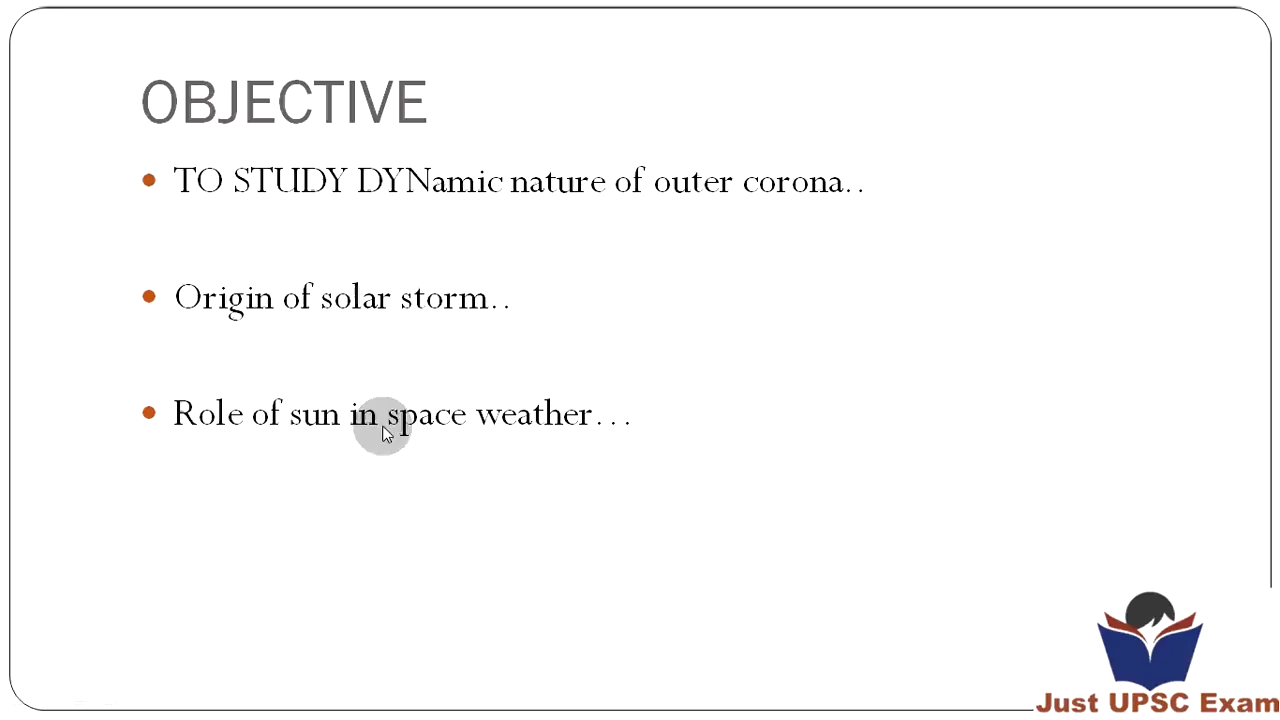 OBJECTIVE
TO STUDY DYNamic nature of outer corona..
Origin of solar storm..
Role of sun in space weather...
Just UPSC Exam